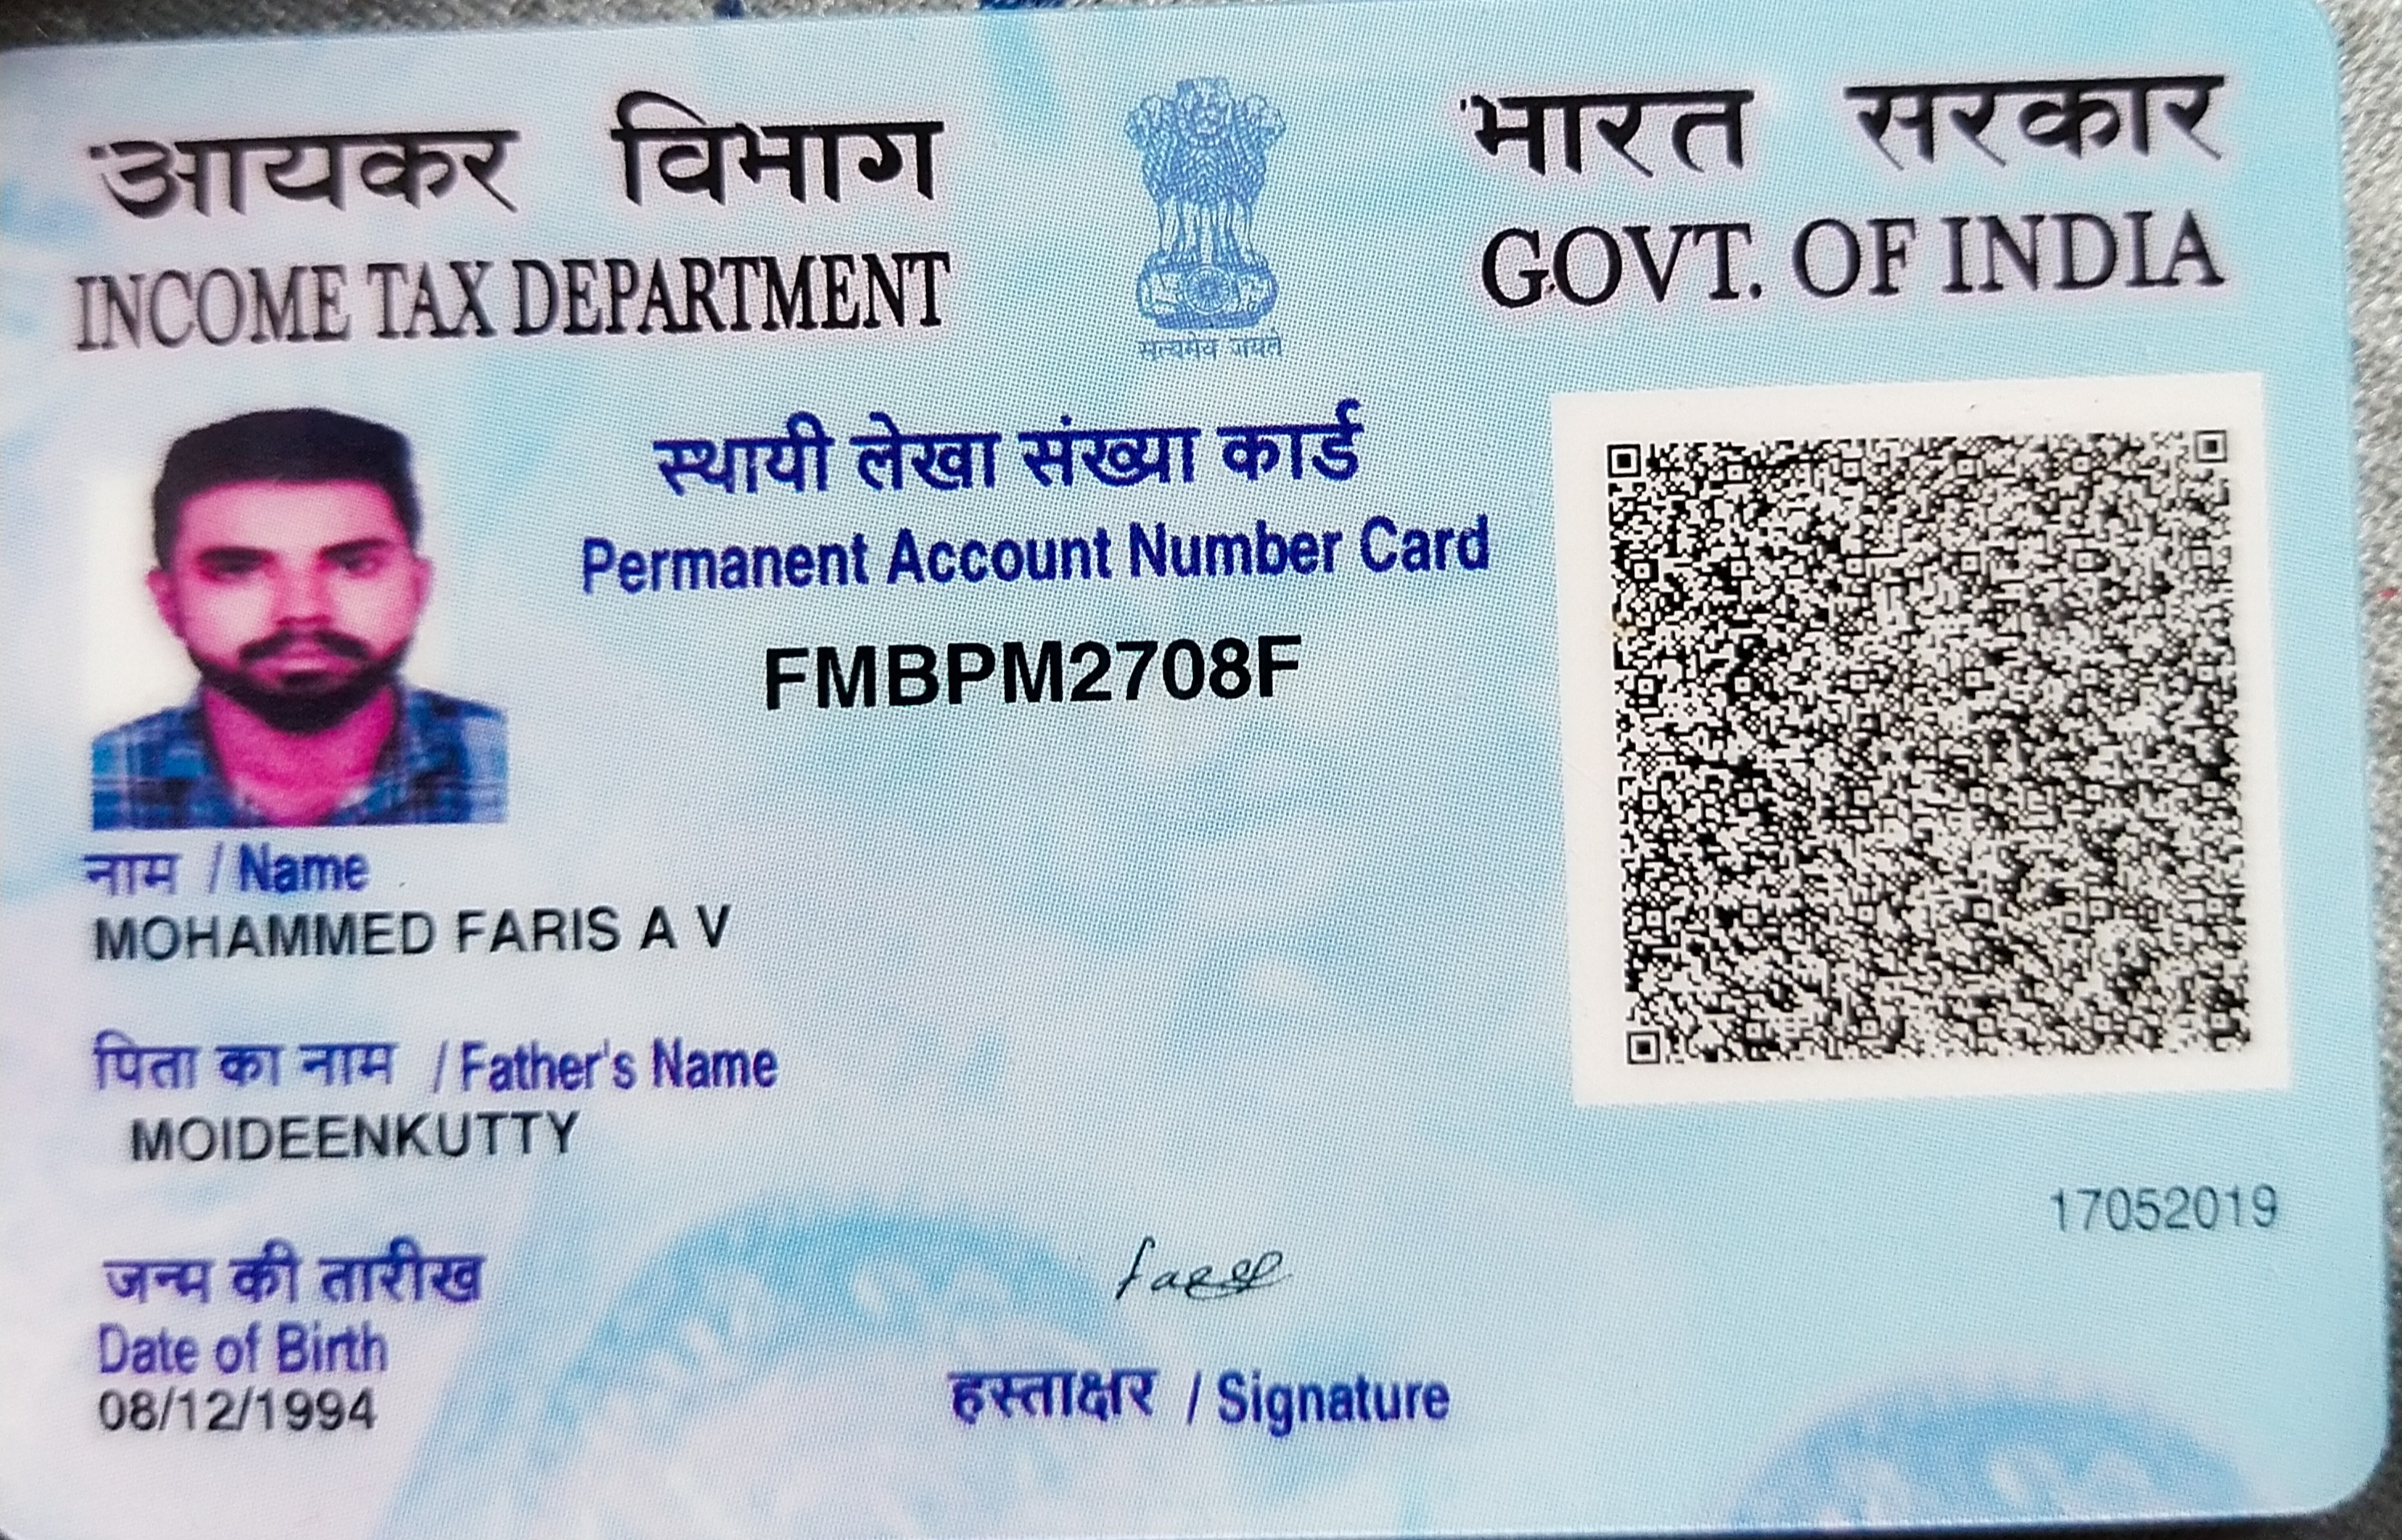 आयकर विभाग
INCOME TAX DEPARTMENT
सत्यमेव जयते
भारत सरकार
GOVT. OF INDIA
स्थायी लेखा संख्या कार्ड
Permanent Account Number Card
FMBPM2708F
नाम / Name
MOHAMMED FARIS A V
पिता का नाम / Father's Name
MOIDEENKUTTY
17052019
जन्म की तारीख
Date of Birth
08/12/1994
हस्ताक्षर / Signature